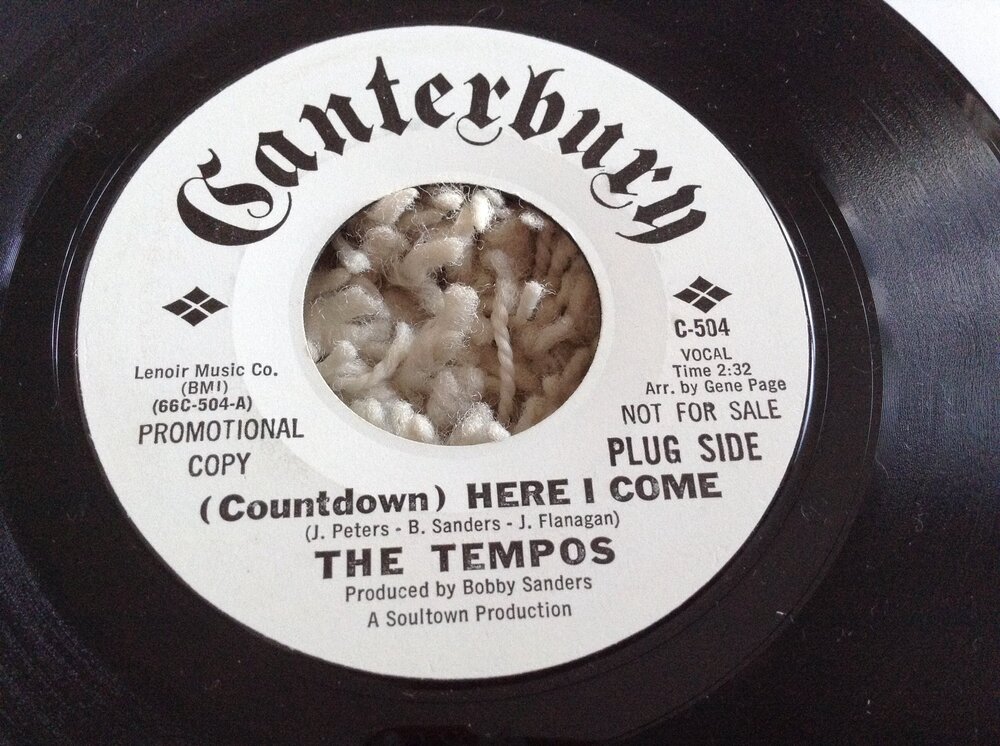 Canterbury
Lenoir Music Co.
(BMI)
(66C-504-A)
PROMOTIONAL
COPY
C-504
VOCAL
Time 2:32
Arr. by Gene Page
NOT FOR SALE
PLUG SIDE
(Countdown) HERE I COME
(J. Peters - B. Sanders - J. Flanagan)
THE TEMPOS
Produced by Bobby Sanders
A Soultown Production